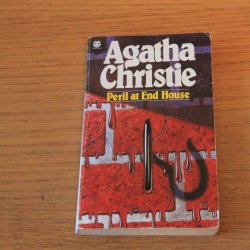 Agatha
Christie
Peril at End House